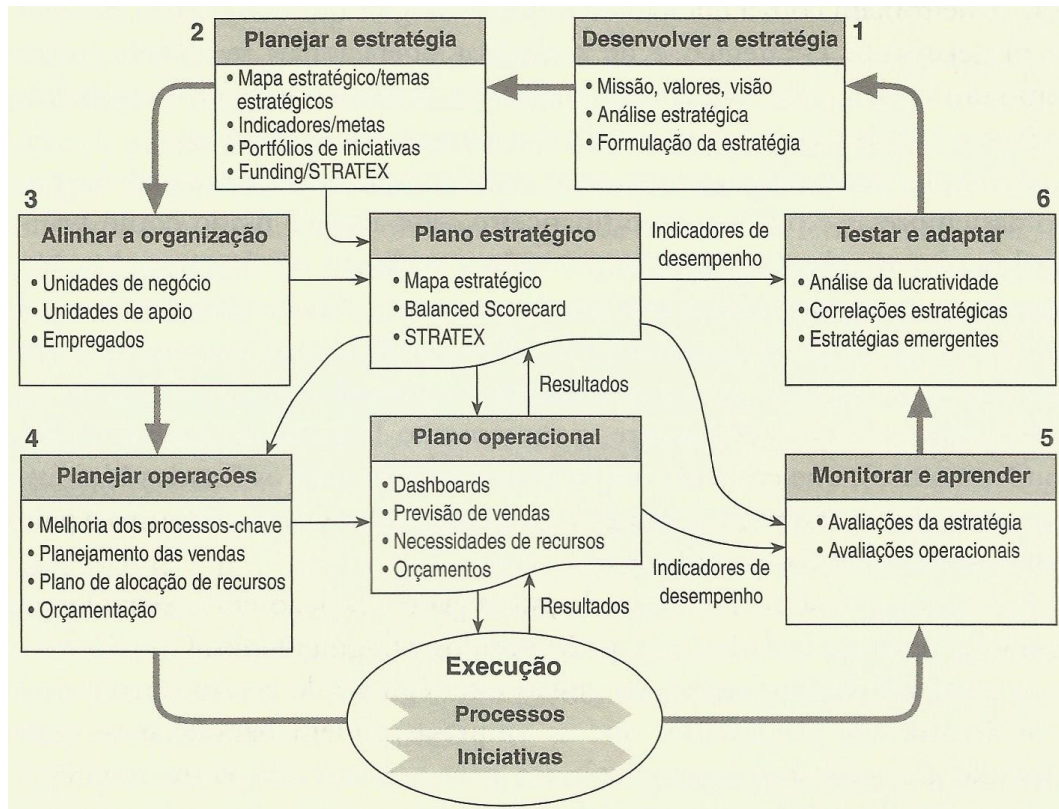 2
Planejar a estratégia
• Mapa estratégico/temas
estratégicos
• Indicadores/metas
• Portfólios de iniciativas
• Funding/STRATEX
Desenvolver a estratégia
1
• Missão, valores, visão
• Análise estratégica
• Formulação da estratégia
3
Alinhar a organização
• Unidades de negócio
• Unidades de apoio
• Empregados
Plano estratégico
• Mapa estratégico
• Balanced Scorecard
• STRATEX
Indicadores de
desempenho
6
Testar e adaptar
• Análise da lucratividade
• Correlações estratégicas
• Estratégias emergentes
Resultados
4
Planejar operações
• Melhoria dos processos-chave
• Planejamento das vendas
• Plano de alocação de recursos
• Orçamentação
Plano operacional
• Dashboards
• Previsão de vendas
• Necessidades de recursos
• Orçamentos
Indicadores de
desempenho
5
Monitorar e aprender
• Avaliações da estratégia
• Avaliações operacionais
Resultados
Execução
Processos
Iniciativas